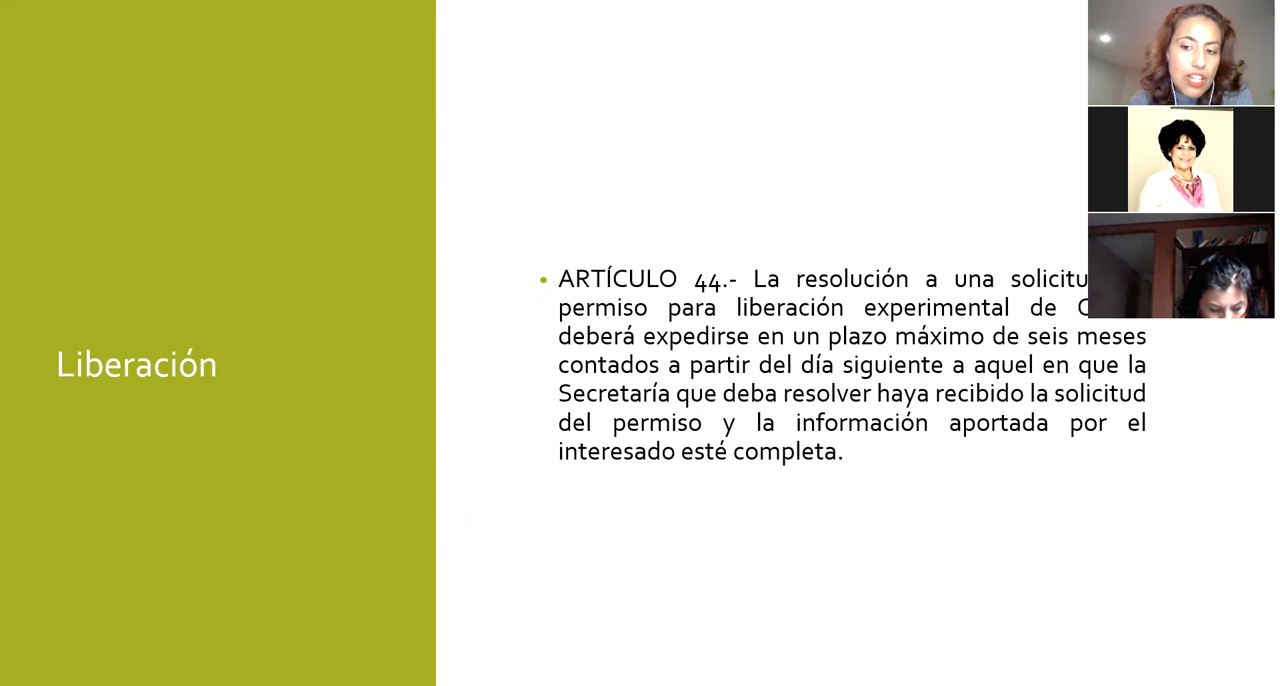 Liberación
• ARTÍCULO 44.- La resolución a una
permiso para liberación experimental de
deberá expedirse en un plazo máximo de seis meses
contados a partir del día siguiente a aquel en que la
Secretaría que deba resolver haya recibido la solicitud
del permiso y la información aportada por el
interesado esté completa.